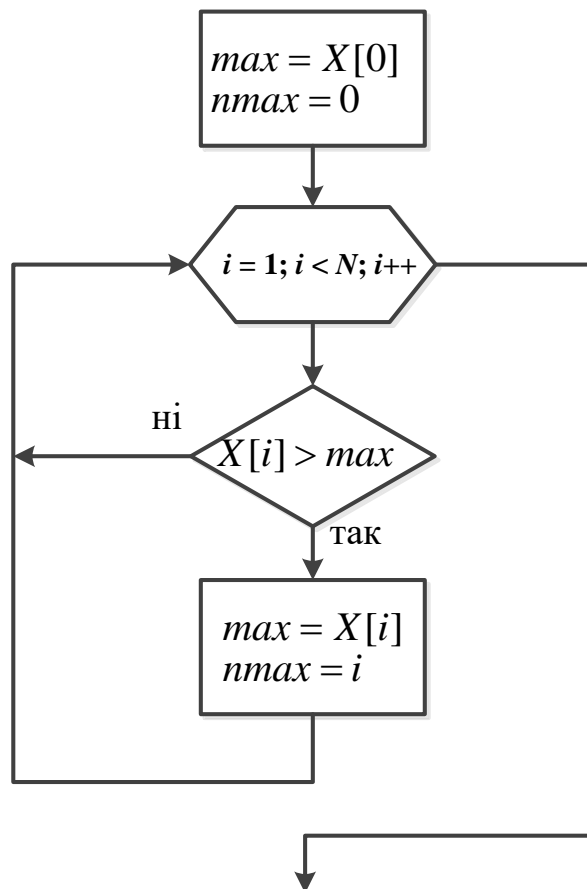 max = X[0]
nmax = 0
i = 1; i < N; i++
ні
X[i] > max
так
max = X[i]
nmax = i